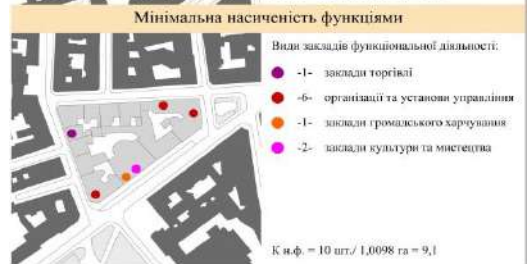 Мінімальна насиченість функціями
Види закладів функціональної діяльності:
-1- заклади торгівлі
-6- організації та установи управління
-1- заклади громадського харчування
-2- заклади культури та мистецтва
К н.ф. = 10 шт./ 1,0098 га = 9,1